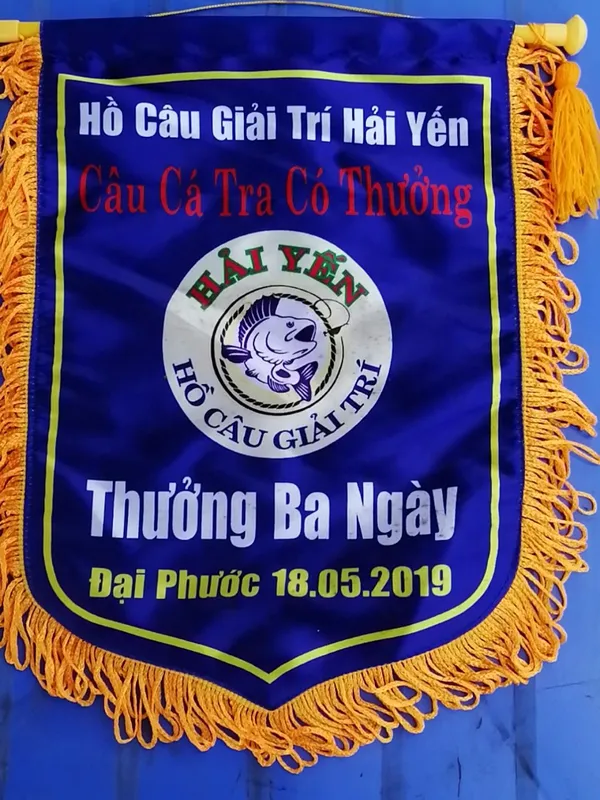 Hồ Câu Giải Trí Hải Yến
Câu Cá Tra Có Thưởng
HẢI YẾN
HỒ CÂU GIẢI TRÍ
Thưởng Ba Ngày
Đại Phước 18.05.2019